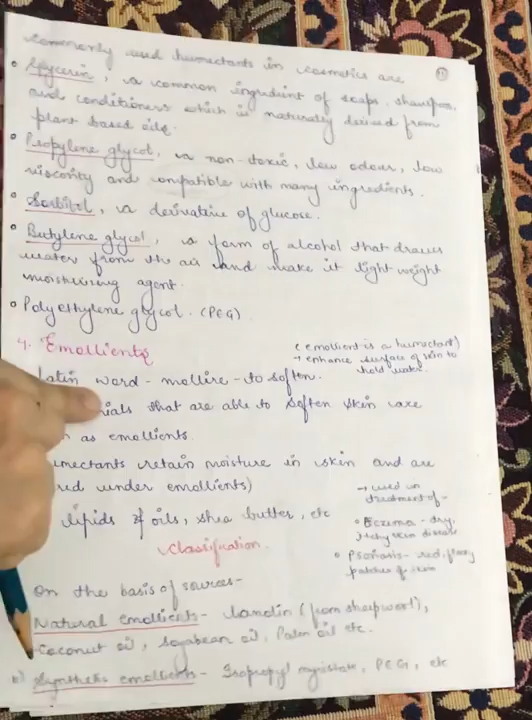 commonly used humectants in cosmetics are
• Glycerin, a common ingredient of soaps, shampoo,
and conditioners which is naturally derived from
plant based oils.
• Propylene glycol, a non-toxic, low odour, low
viscosity and compatible with many ingredients.
• Sorbitol, a derivative of glucose.
• Butylene glycol, a form of alcohol that draws
water from the air and make it light weight
moisturizing agent.
• Polyethylene glycol. (PEG)
4. Emollients
(emollient is a humectant)
→ enhance surface of skin to
hold water.
Latin word - mollire - to soften.
ials that are able to soften skin are
as emollients.
umectants retain moisture in skin and are
red under emollients)
→ used in
treatment of -
lipids & oils, shea butter, etc
• Eczema - dry,
itchy skin disease
Classification.
• Psoriasis - red, flaky
patches of skin
On the basis of sources-
Natural emollients - Lanolin (from sheepwool),
Coconut oil, Soyabean oil, Palm oil etc.
b) Synthetic emollients - Isopropyl myristate, PEG, etc